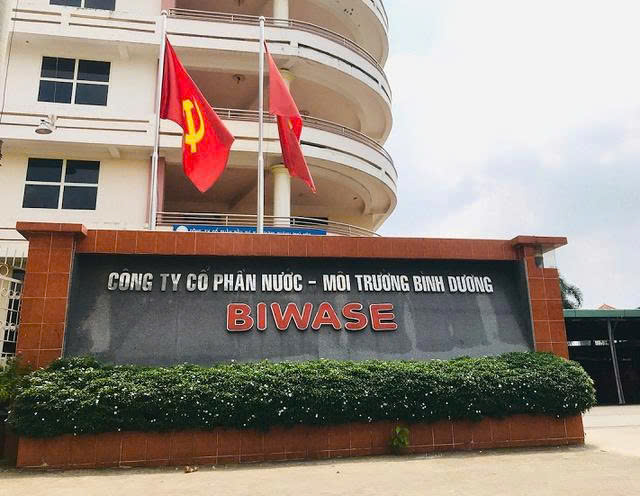 CÔNG TY CỔ PHẦN NƯỚC - MÔI TRƯỜNG BÌNH DƯƠNG
BIWASE